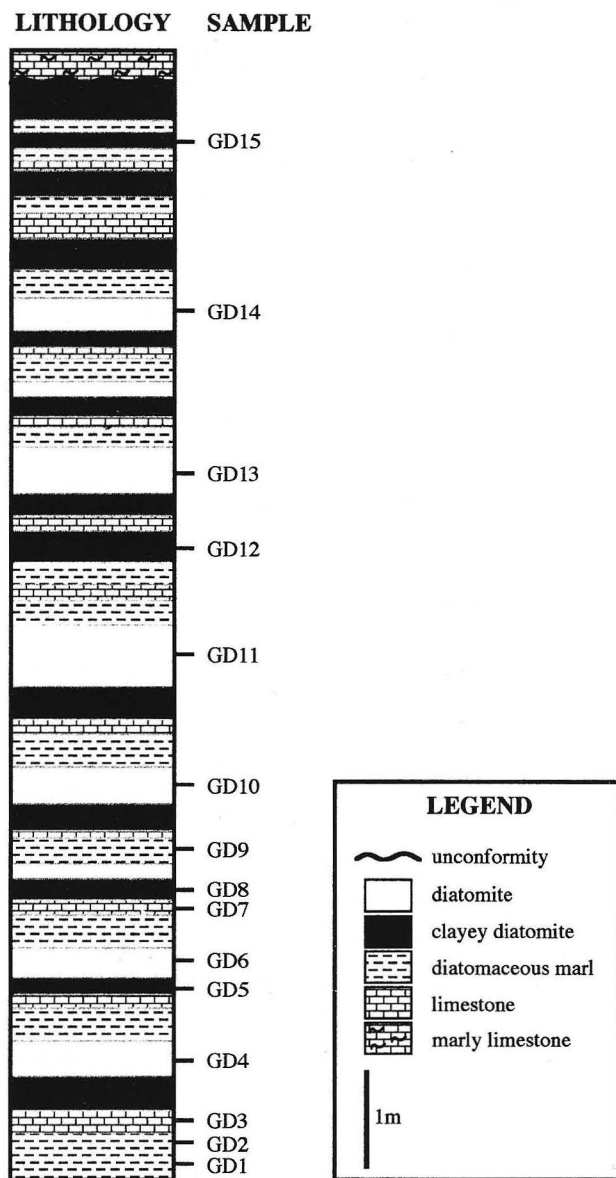 LITHOLOGY SAMPLE
GD15
GD14
GD13
GD12
GD11
GD10
GD9
GD8
GD7
GD6
GD5
GD4
GD3
GD2
GD1
LEGEND
unconformity
diatomite
clayey diatomite
diatomaceous marl
limestone
marly limestone
1m